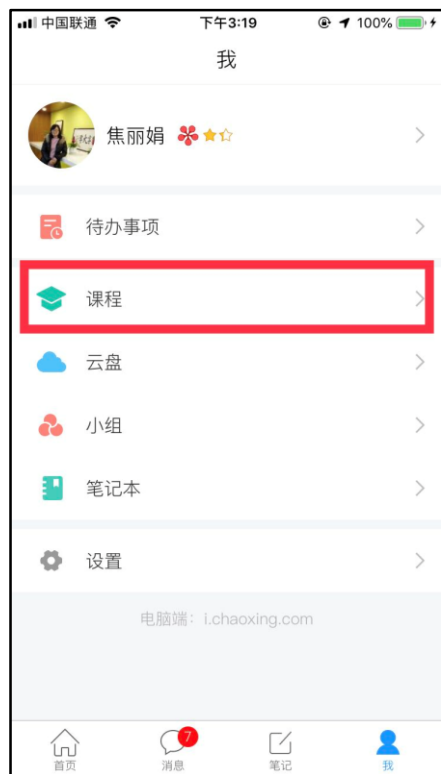 中国联通 下午3:19 100%
我
焦丽娟
待办事项
课程
云盘
小组
笔记本
设置
电脑端：i.chaoxing.com
7
首页 消息 笔记 我